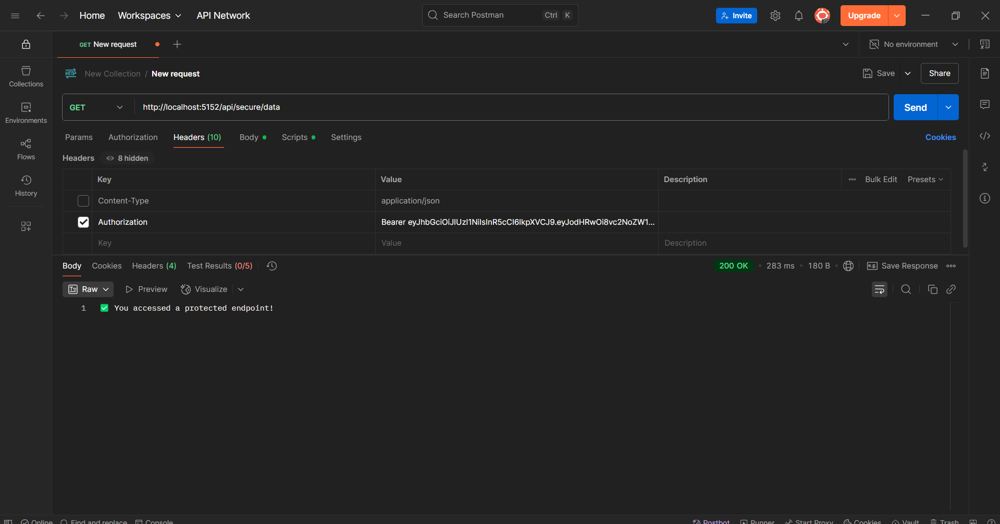 Home Workspaces API Network Search Postman Ctrl K Invite Upgrade
GET New request No environment
HTTP New Collection / New request Save Share
Collections
GET http://localhost:5152/api/secure/data Send
Environments
Params Authorization Headers (10) Body Scripts Settings Cookies
Flows
Headers 8 hidden
Key Value Description Bulk Edit Presets
History
Content-Type application/json
Authorization Bearer eyJhbGciOiJIUzI1NiIsInR5cCI6IkpXVCJ9.eyJodHRwOi8vc2NoZW1...
Key Value Description
Body Cookies Headers (4) Test Results (0/5) 200 OK • 283 ms • 180 B e.g. Save Response
Raw Preview Visualize
1 ✅ You accessed a protected endpoint!
Online Find and replace Console Postbot Runner Start Proxy Cookies Vault Trash